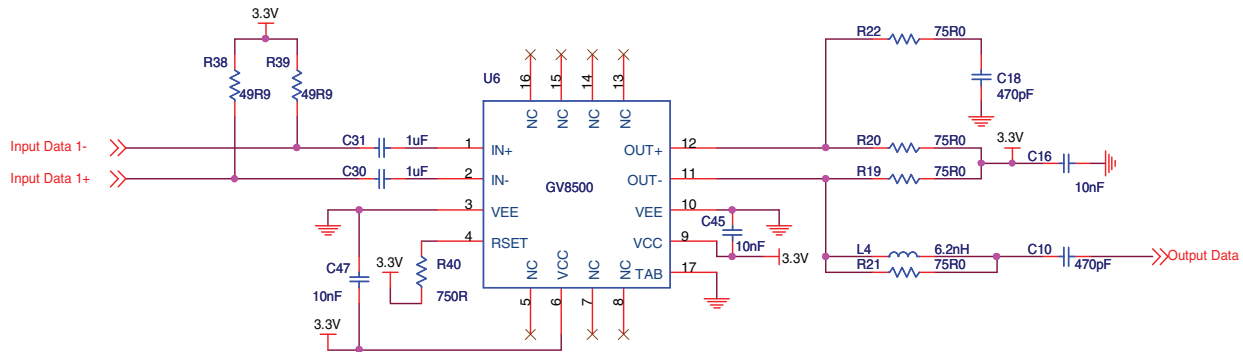 3.3V
R22 75R0
R38 R39
C18
470pF
49R9 49R9
U6
16 15 14 13
NC NC NC NC
Input Data 1- C31 1uF 1 IN+ OUT+ 12 R20 75R0 3.3V
C16
10nF
Input Data 1+ C30 1uF 2 IN- OUT- 11 R19 75R0
GV8500
3 VEE VEE 10
C45
10nF
4 RSET VCC 9
3.3V
L4 6.2nH C10
470pF
Output Data
R21 75R0
C47
10nF
3.3V
R40
750R
NC VCC NC NC TAB 17
5 6 7 8
3.3V